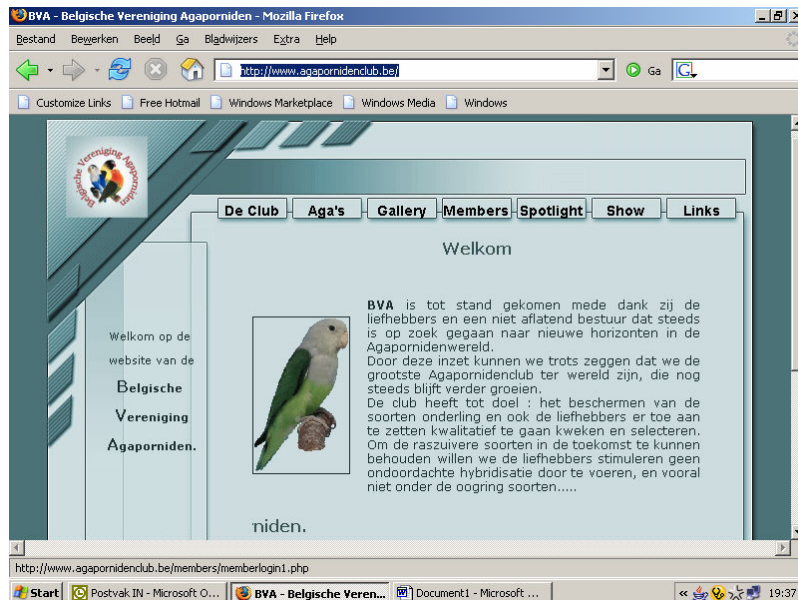 BVA - Belgische Vereniging Agaporniden - Mozilla Firefox
Bestand Bewerken Beeld Ga Bladwijzers Extra Help
http://www.agapornidenclub.be/ Ga G
Customize Links Free Hotmail Windows Marketplace Windows Media Windows
Belgische Vereniging Agaporniden
De Club Aga's Gallery Members Spotlight Show Links
Welkom
Welkom op de
website van de
Belgische
Vereniging
Agaporniden.
BVA is tot stand gekomen mede dank zij de
liefhebbers en een niet aflatend bestuur dat steeds
is op zoek gegaan naar nieuwe horizonten in de
Agapornidenwereld.
Door deze inzet kunnen we trots zeggen dat we de
grootste Agapornidenclub ter wereld zijn, die nog
steeds blijft verder groeien.
De club heeft tot doel : het beschermen van de
soorten onderling en ook de liefhebbers er toe aan
te zetten kwalitatief te gaan kweken en selecteren.
Om de raszuivere soorten in de toekomst te kunnen
behouden willen we de liefhebbers stimuleren geen
ondoordachte hybridisatie door te voeren, en vooral
niet onder de oogring soorten.....
niden.
http://www.agapornidenclub.be/members/memberlogin1.php
Start Postvak IN - Microsoft O... BVA - Belgische Veren... Document1 - Microsoft ... « 19:37